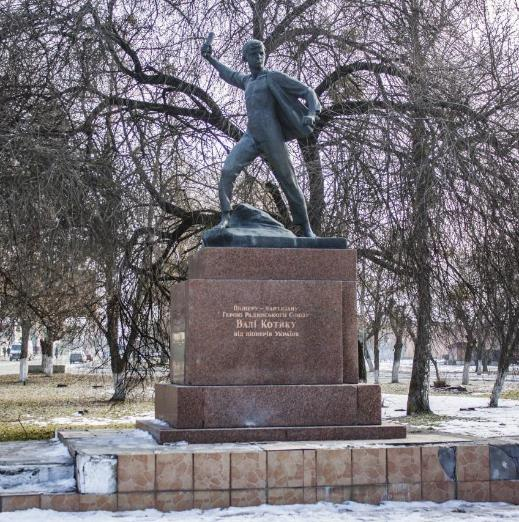 Піонеру-партизану
Герою Радянського Союзу
Валі Котику
від піонерів України